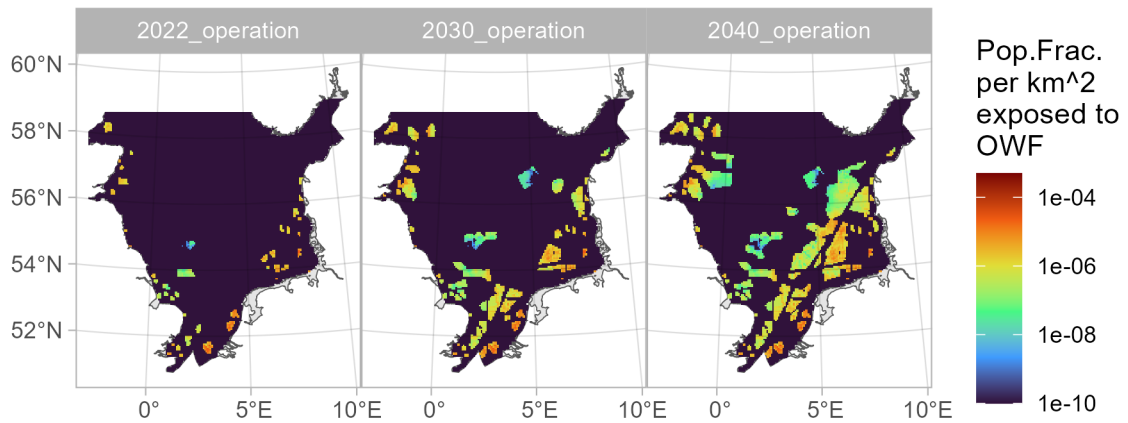 2022_operation 2030_operation 2040_operation
60°N
58°N
56°N
54°N
52°N
0° 5°E 10°E 0° 5°E 10°E 0° 5°E 10°E
Pop.Frac.
per km^2
exposed to
OWF
1e-04
1e-06
1e-08
1e-10